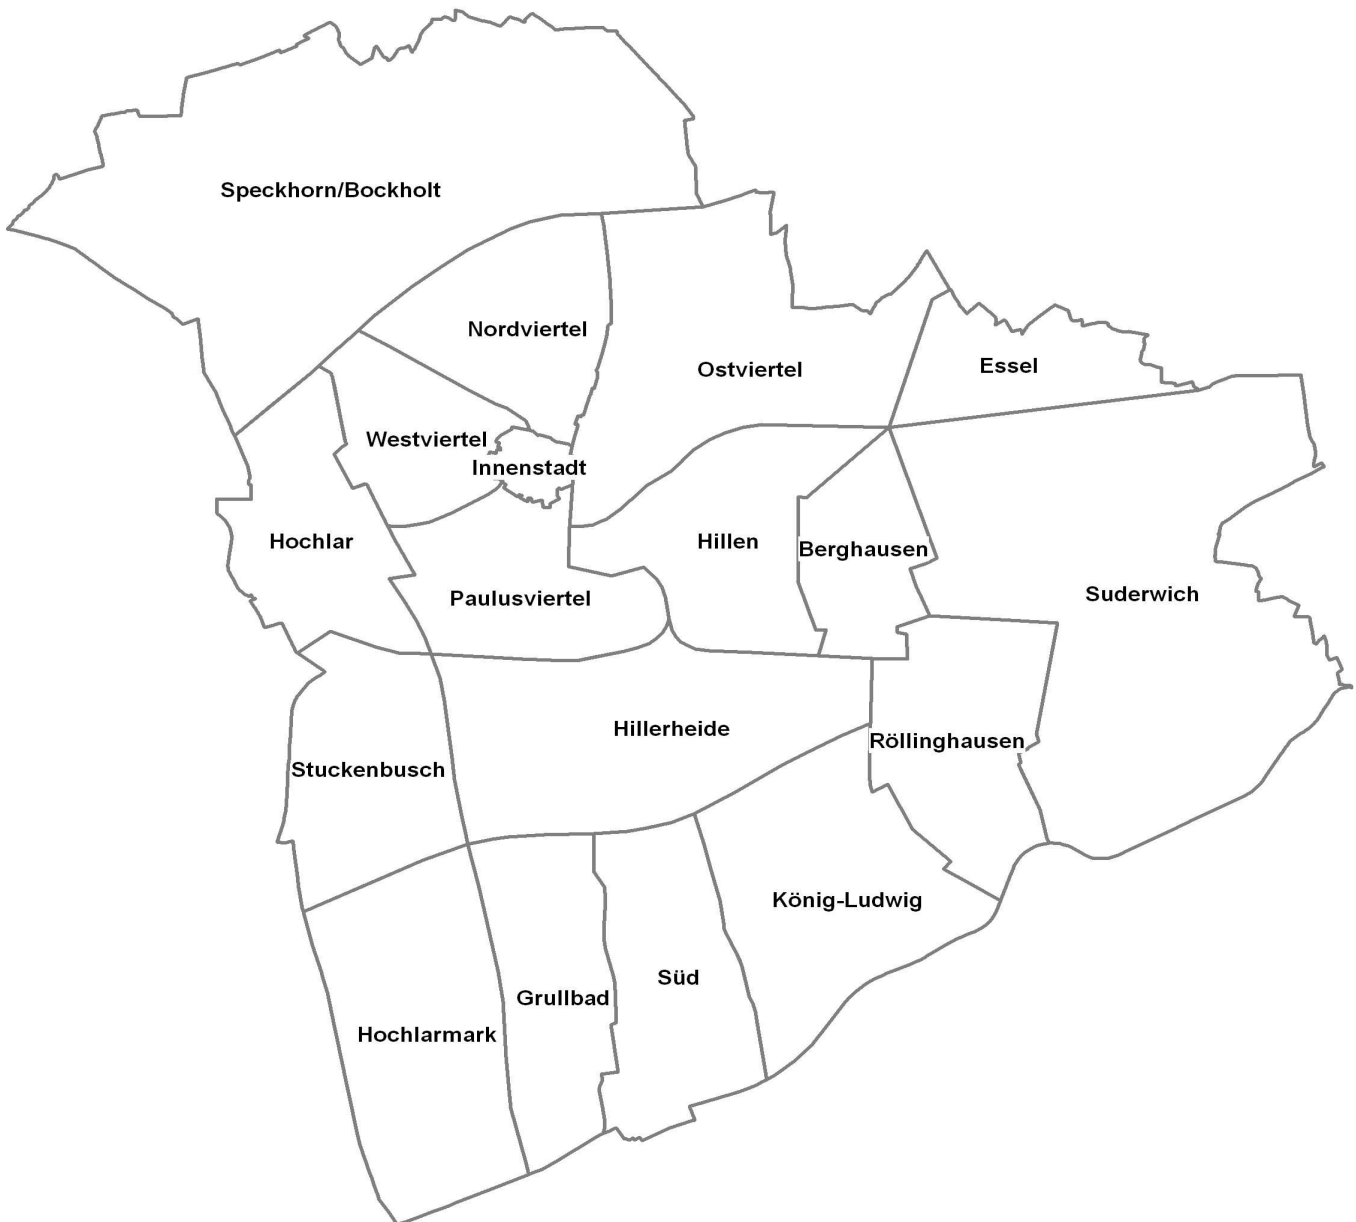 Speckhorn/Bockholt
Nordviertel
Ostviertel
Essel
Westviertel
Innenstadt
Hochlar
Hillen
Berghausen
Paulusviertel
Suderwich
Hillerheide
Röllinghausen
Stuckenbusch
König-Ludwig
Süd
Grullbad
Hochlarmark